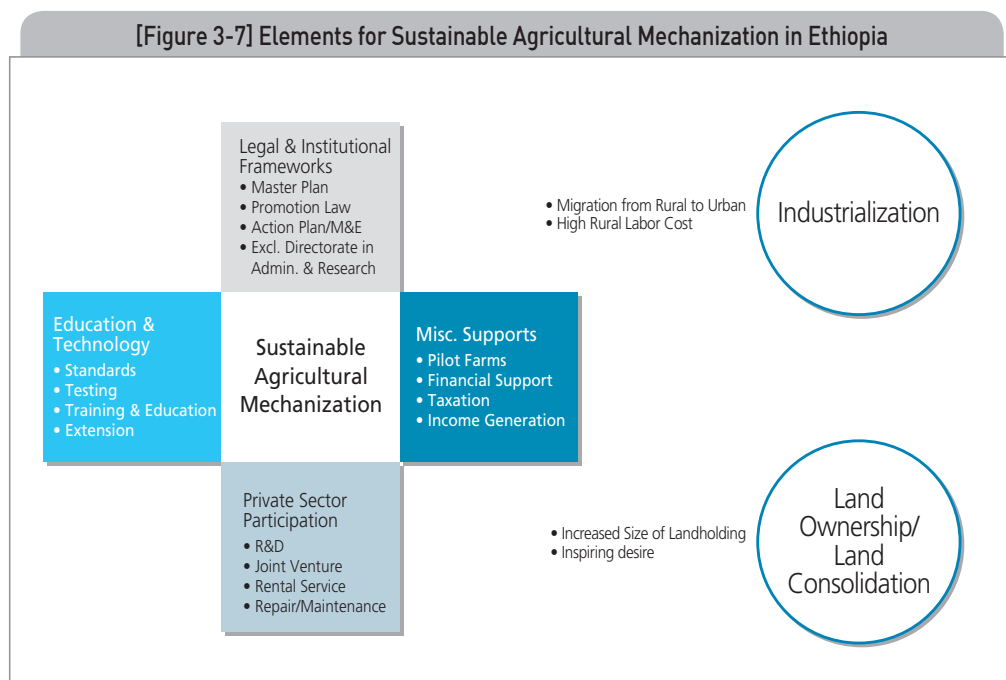 [Figure 3-7] Elements for Sustainable Agricultural Mechanization in Ethiopia
Legal & Institutional
Frameworks
• Master Plan
• Promotion Law
• Action Plan/M&E
• Excl. Directorate in
Admin. & Research
Education &
Technology
• Standards
• Testing
• Training & Education
• Extension
Sustainable
Agricultural
Mechanization
Misc. Supports
• Pilot Farms
• Financial Support
• Taxation
• Income Generation
Private Sector
Participation
• R&D
• Joint Venture
• Rental Service
• Repair/Maintenance
• Migration from Rural to Urban
• High Rural Labor Cost
Industrialization
• Increased Size of Landholding
• Inspiring desire
Land
Ownership/
Land
Consolidation